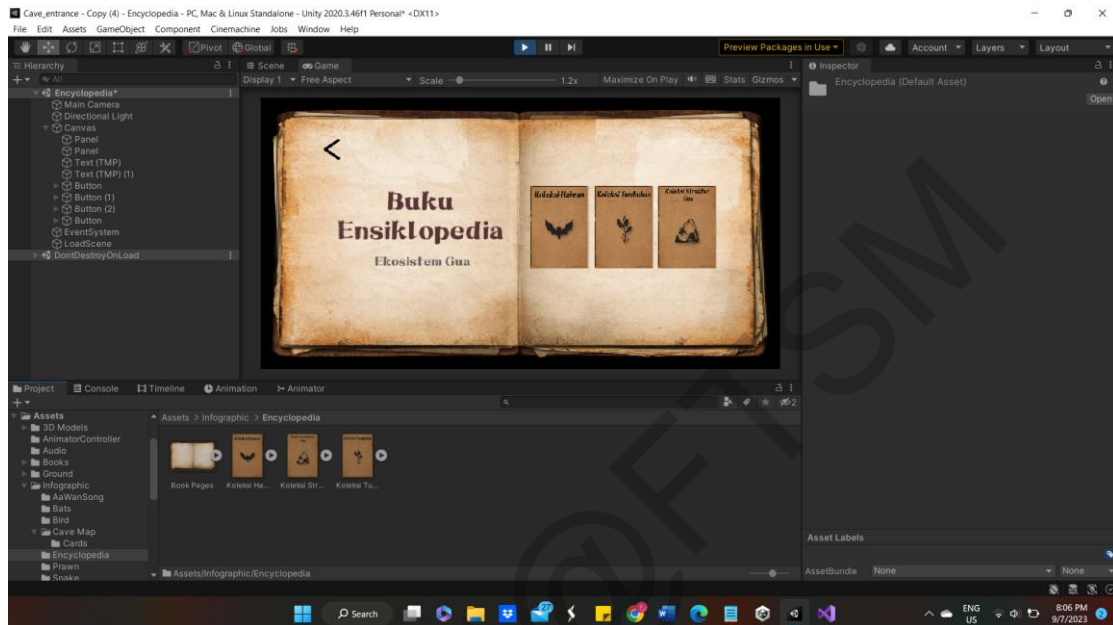 Cave_entrance - Copy (4) - Encyclopedia - PC, Mac & Linux Standalone - Unity 2020.3.46f1 Personal* <DX11>
File Edit Assets GameObject Component Cinemachine Jobs Window Help
Pivot Global Preview Packages in Use Account Layers Layout
Hierarchy
All
Encyclopedia*
Main Camera
Directional Light
Canvas
Panel
Panel
Text (TMP)
Text (TMP) (1)
Button
Button (1)
Button (2)
Button
EventSystem
LoadScene
DontDestroyOnLoad
Scene Game
Display 1 Free Aspect Scale 1.2x Maximize On Play Stats Gizmos
<
Buku
Ensiklopedia
Ekosistem Gua
Koleksi Haiwan
Koleksi Tumbuhan
Koleksi Struktur
Gua
Inspector
Encyclopedia (Default Asset)
Open
Project Console Timeline Animation Animator
2
Assets
3D Models
AnimatorController
Audio
Books
Ground
Infographic
AaWanSong
Bats
Bird
Cave Map
Cards
Encyclopedia
Prawn
Snake
Assets > Infographic > Encyclopedia
Book Pages Koleksi Ha... Koleksi Str... Koleksi Tu...
Assets/Infographic/Encyclopedia
Asset Labels
AssetBundle None None
Search
27
ENG
US
8:06 PM
9/7/2023
2
@FTSM